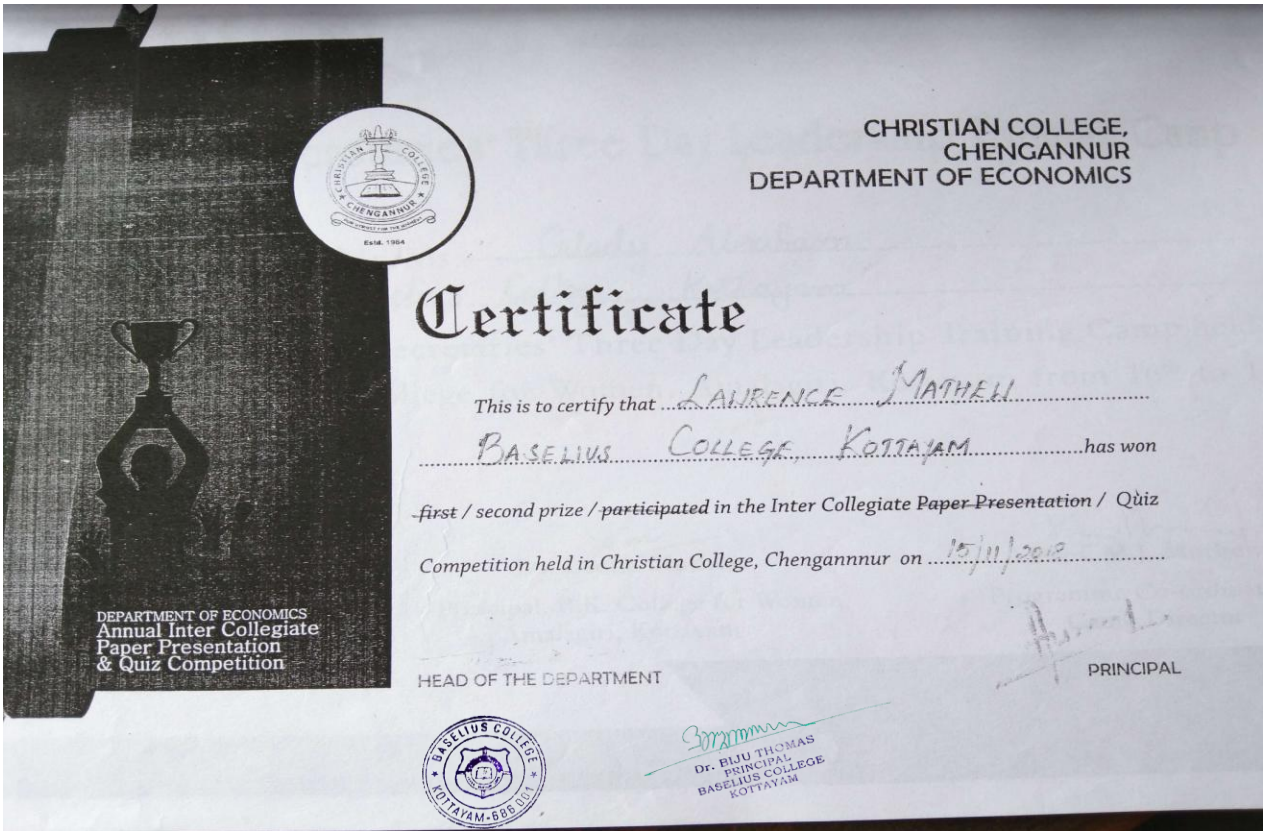 CHRISTIAN COLLEGE
CHENGANNUR
Estd. 1964
CHRISTIAN COLLEGE,
CHENGANNUR
DEPARTMENT OF ECONOMICS
Certificate
This is to certify that LAWRENCE MATHEW
BASELIUS COLLEGE, KOTTAYAM has won
first / second prize / participated in the Inter Collegiate Paper Presentation / Quiz
Competition held in Christian College, Chengannnur on 15/11/2012
DEPARTMENT OF ECONOMICS
Annual Inter Collegiate
Paper Presentation
& Quiz Competition
HEAD OF THE DEPARTMENT
PRINCIPAL
BASELIUS COLLEGE
KOTTAYAM-686 001
Dr. BIJU THOMAS
PRINCIPAL
BASELIUS COLLEGE
KOTTAYAM